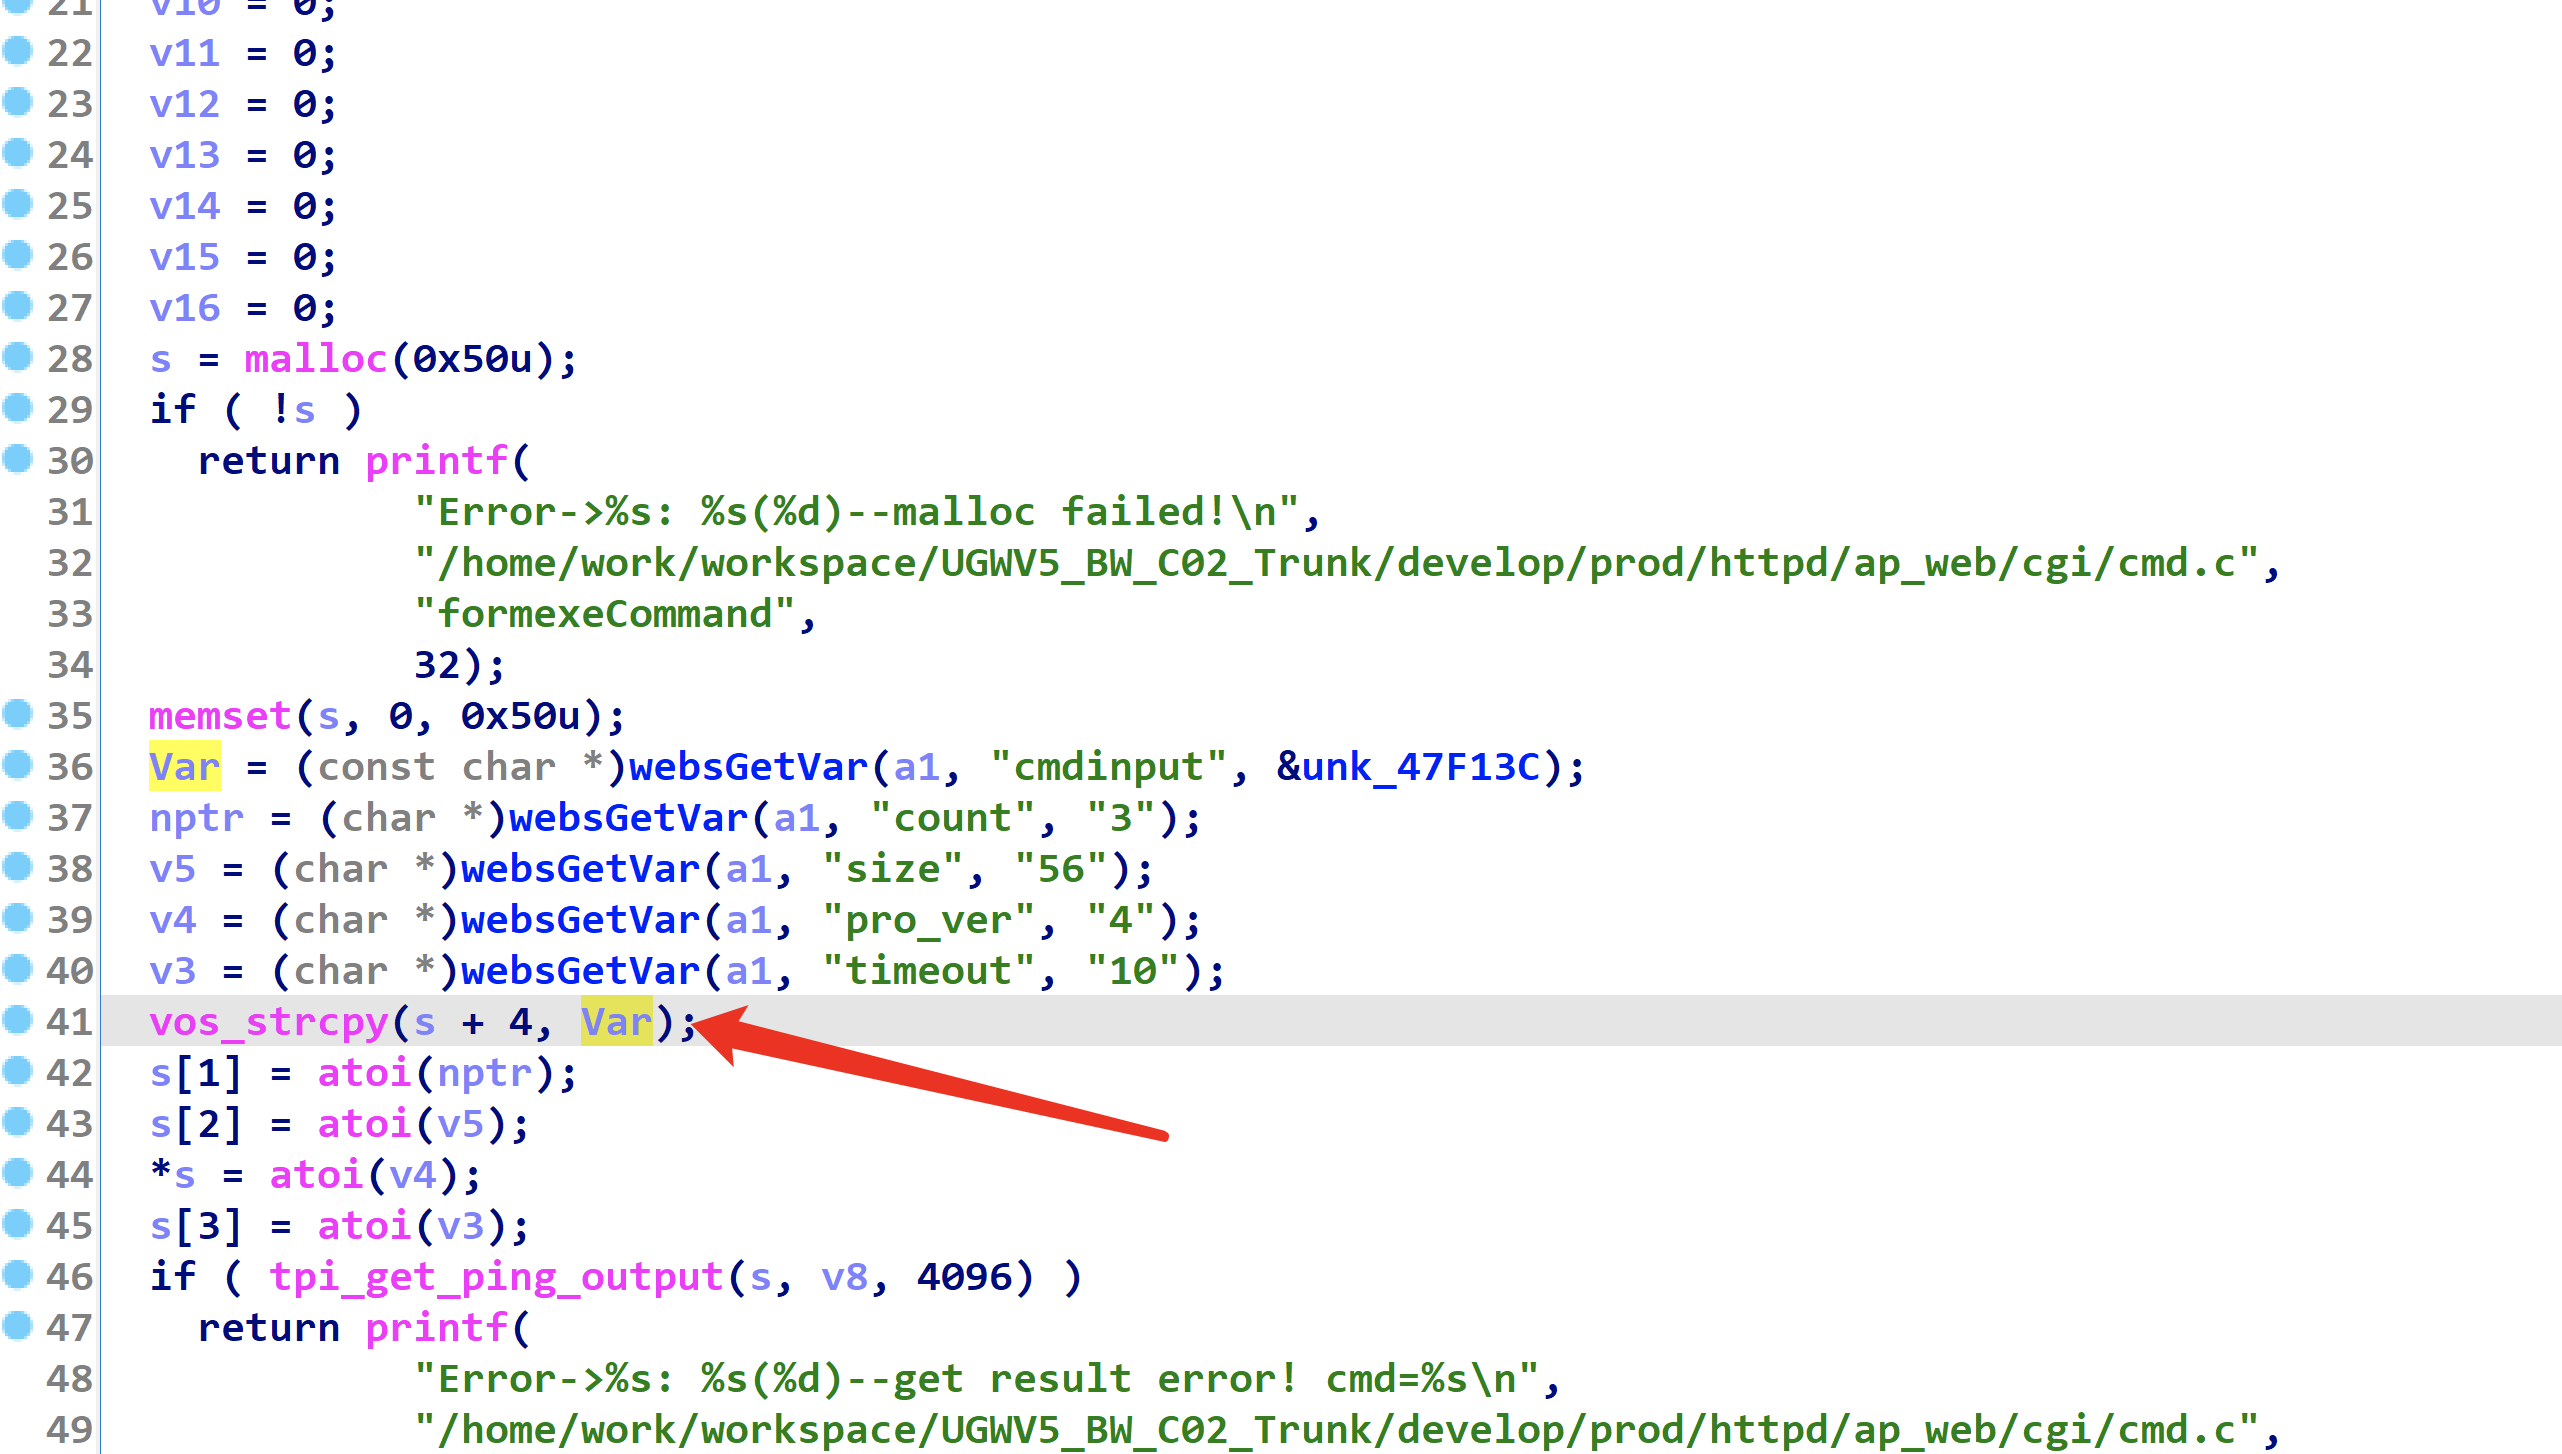 21 v10 = 0;
22 v11 = 0;
23 v12 = 0;
24 v13 = 0;
25 v14 = 0;
26 v15 = 0;
27 v16 = 0;
28 s = malloc(0x50u);
29 if ( !s )
30 return printf(
31 "Error->%s: %s(%d)--malloc failed!\n",
32 "/home/work/workspace/UGWV5_BW_C02_Trunk/develop/prod/httpd/ap_web/cgi/cmd.c",
33 "formexeCommand",
34 32);
35 memset(s, 0, 0x50u);
36 Var = (const char *)websGetVar(a1, "cmdinput", &unk_47F13C);
37 nptr = (char *)websGetVar(a1, "count", "3");
38 v5 = (char *)websGetVar(a1, "size", "56");
39 v4 = (char *)websGetVar(a1, "pro_ver", "4");
40 v3 = (char *)websGetVar(a1, "timeout", "10");
41 vos_strcpy(s + 4, Var);
42 s[1] = atoi(nptr);
43 s[2] = atoi(v5);
44 *s = atoi(v4);
45 s[3] = atoi(v3);
46 if ( tpi_get_ping_output(s, v8, 4096) )
47 return printf(
48 "Error->%s: %s(%d)--get result error! cmd=%s\n",
49 "/home/work/workspace/UGWV5_BW_C02_Trunk/develop/prod/httpd/ap_web/cgi/cmd.c",